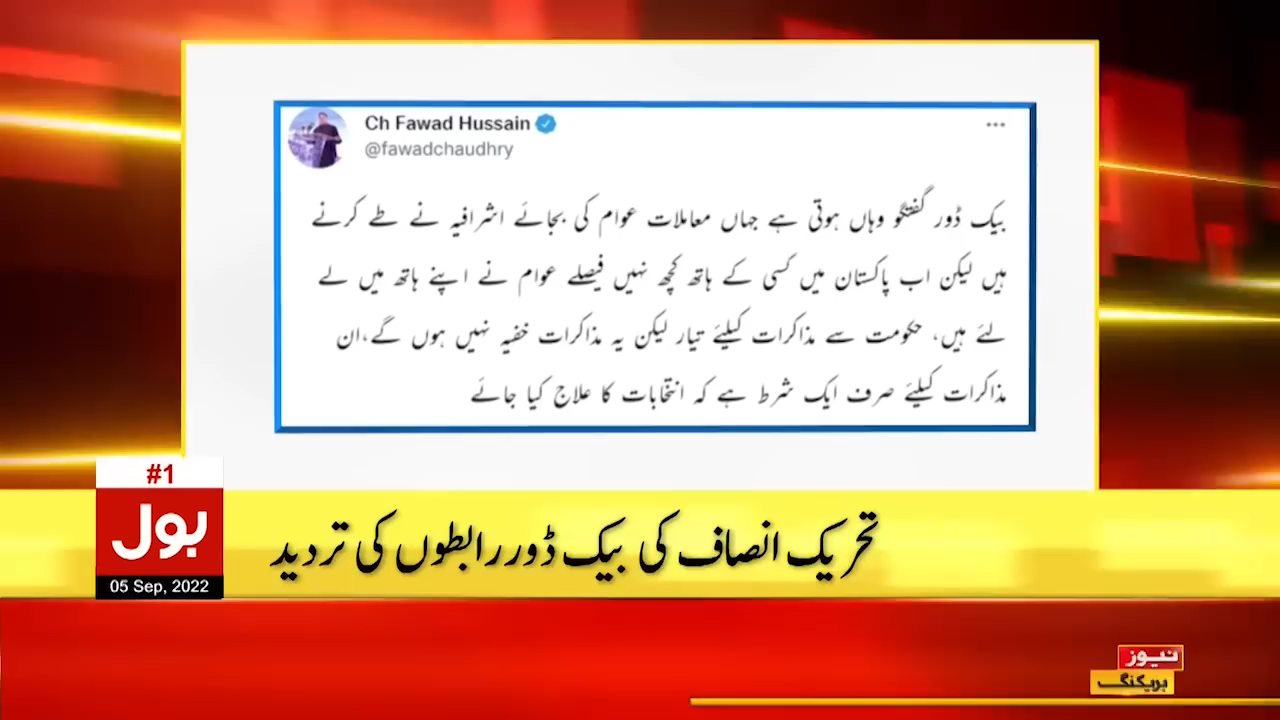 Ch Fawad Hussain
@fawadchaudhry
بیک ڈور گفتگو وہاں ہوتی ہے جہاں معاملات عوام کی بجائے اشرافیہ نے طے کرنے
ہیں لیکن اب پاکستان میں کسی کے ہاتھ کچھ نہیں فیصلے عوام نے اپنے ہاتھ میں لے
لئے ہیں، حکومت سے مذاکرات کیلئے تیار لیکن یہ مذاکرات خفیہ نہیں ہوں گے،ان
مذاکرات کیلئے صرف ایک شرط ہے کہ انتخابات کا علاج کیا جائے
#1
بول
05 Sep, 2022
تحریک انصاف کی بیک ڈور رابطوں کی تردید
نیوز
بریکنگ